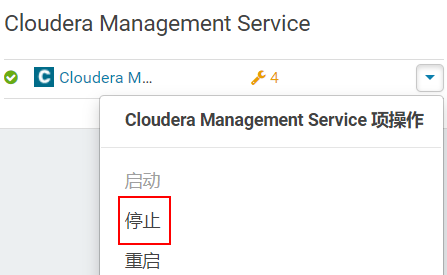 Cloudera Management Service
Cloudera M... 4
Cloudera Management Service 项操作
启动
停止
重启